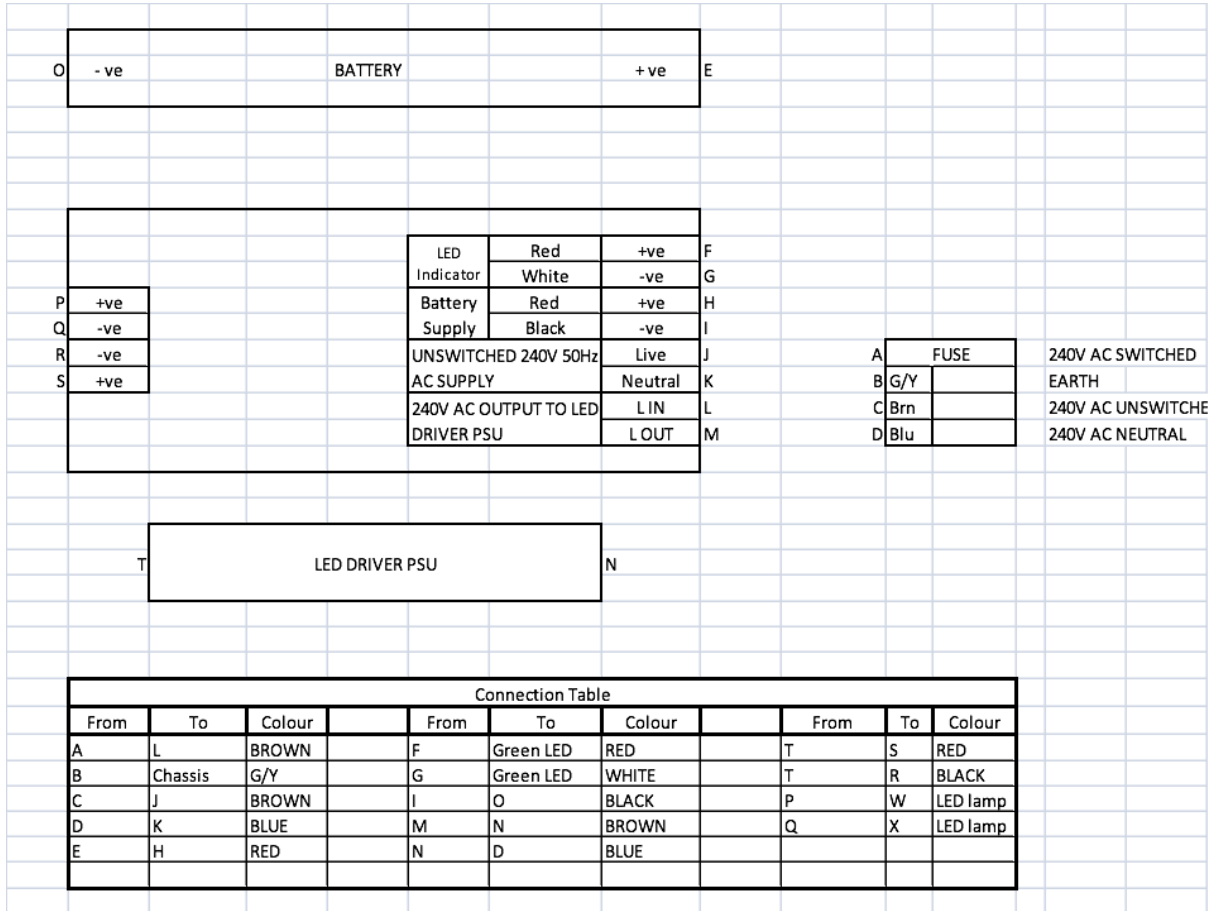 O - ve BATTERY + ve E
LED Red +ve F
Indicator White -ve G
P +ve Battery Red +ve H
Q -ve Supply Black -ve I
R -ve UNSWITCHED 240V 50Hz Live J A FUSE 240V AC SWITCHED
S +ve AC SUPPLY Neutral K B G/Y EARTH
240V AC OUTPUT TO LED L IN L C Brn 240V AC UNSWITCHE
DRIVER PSU L OUT M D Blu 240V AC NEUTRAL
T LED DRIVER PSU N
Connection Table
From To Colour From To Colour From To Colour
A L BROWN F Green LED RED T S RED
B Chassis G/Y G Green LED WHITE T R BLACK
C J BROWN I O BLACK P W LED lamp
D K BLUE M N BROWN Q X LED lamp
E H RED N D BLUE